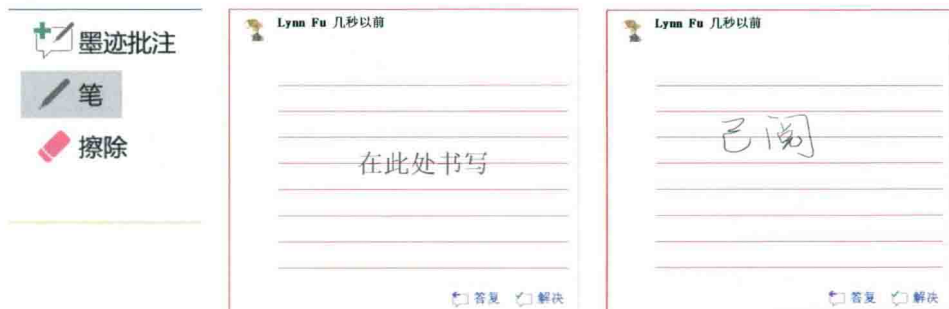 墨迹批注
笔
擦除
Lynn Fu 几秒以前
在此处书写
答复 解决
Lynn Fu 几秒以前
已阅
答复 解决